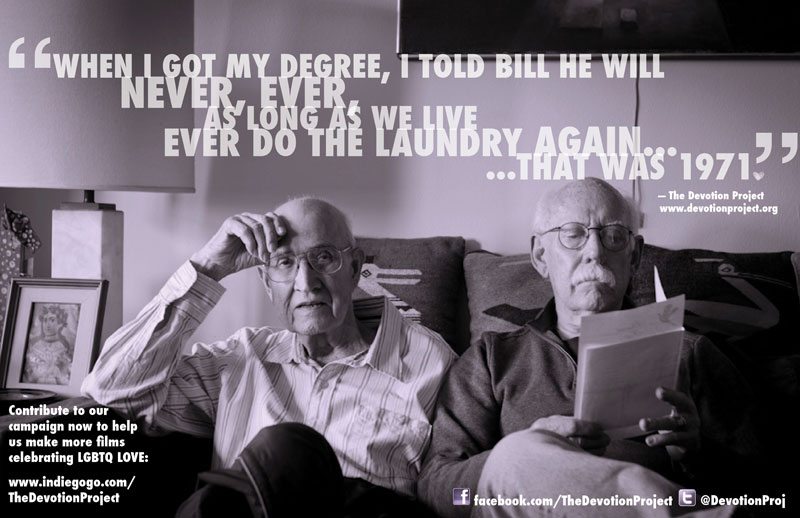 “WHEN I GOT MY DEGREE, I TOLD BILL HE WILL
NEVER, EVER,
AS LONG AS WE LIVE
EVER DO THE LAUNDRY AGAIN...
...THAT WAS 1971.”
— The Devotion Project
www.devotionproject.org
Contribute to our
campaign now to help
us make more films
celebrating LGBTQ LOVE:
www.indiegogo.com/
TheDevotionProject
f facebook.com/TheDevotionProject t @DevotionProj